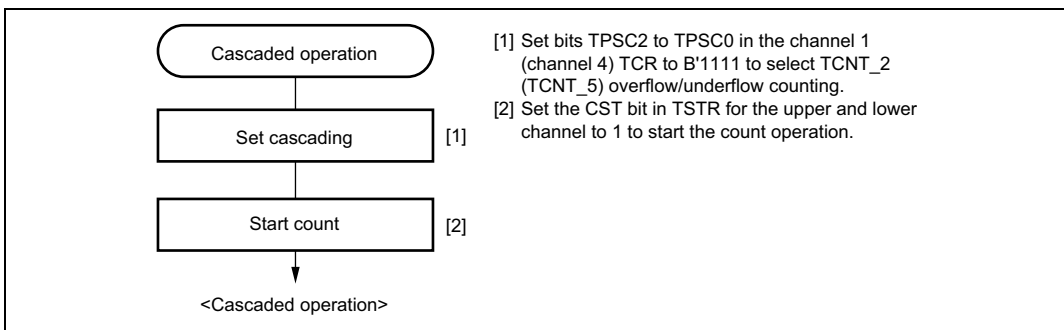 Cascaded operation
Set cascading
[1]
Start count
[2]
<Cascaded operation>
[1] Set bits TPSC2 to TPSC0 in the channel 1
(channel 4) TCR to B'1111 to select TCNT_2
(TCNT_5) overflow/underflow counting.
[2] Set the CST bit in TSTR for the upper and lower
channel to 1 to start the count operation.